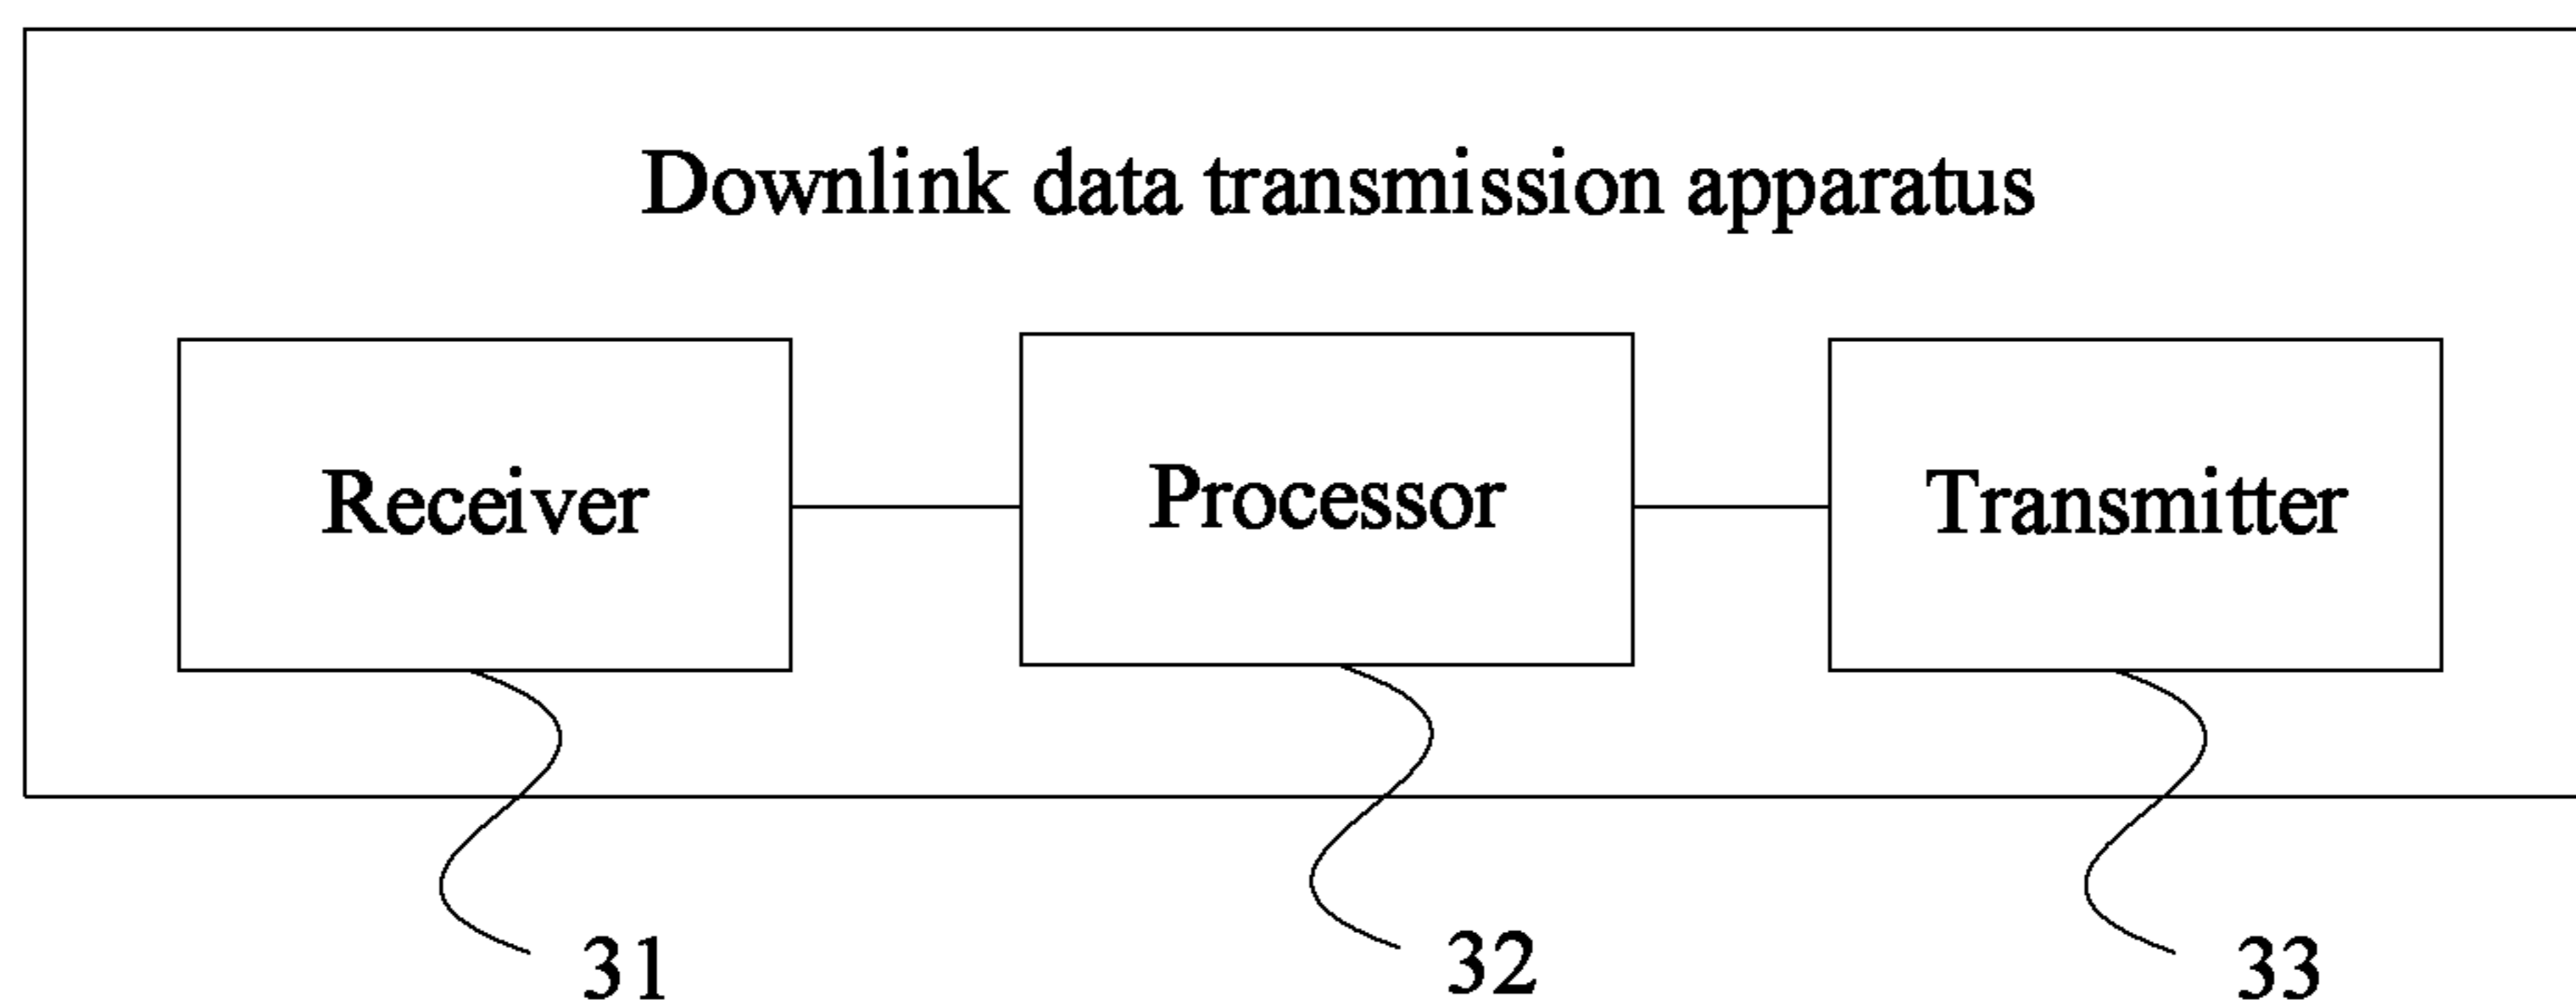 Downlink data transmission apparatus
Receiver
Processor
Transmitter
31
32
33